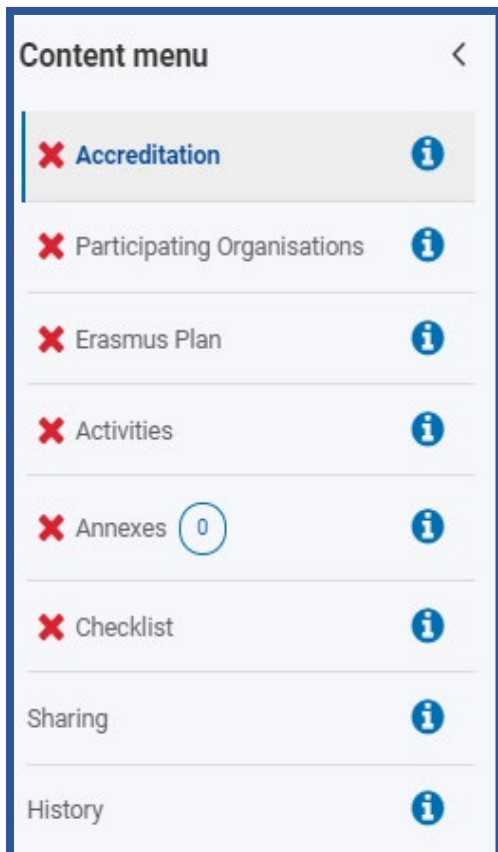 Content menu
Accreditation
Participating Organisations
Erasmus Plan
Activities
Annexes 0
Checklist
Sharing
History